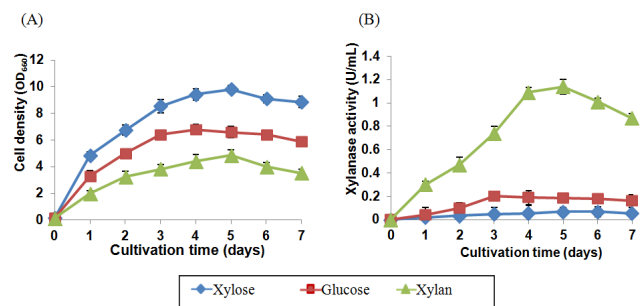 (A)
(B)
Cell density (OD660)
12
10
8
6
4
2
0
0 1 2 3 4 5 6 7
Cultivation time (days)
Xylanase activity (U/mL)
1.4
1.2
1
0.8
0.6
0.4
0.2
0
0 1 2 3 4 5 6 7
Cultivation time (days)
Xylose Glucose Xylan